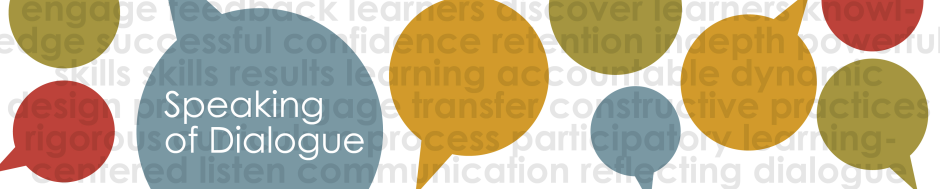 engage feedback learners discover learners knowl-
edge successful confidence retention indepth powerful
skills skills results learning accountable dynamic
design transfer constructive practices
rigorous process participatory learning-
centered listen communication reflecting dialogue
Speaking
of Dialogue